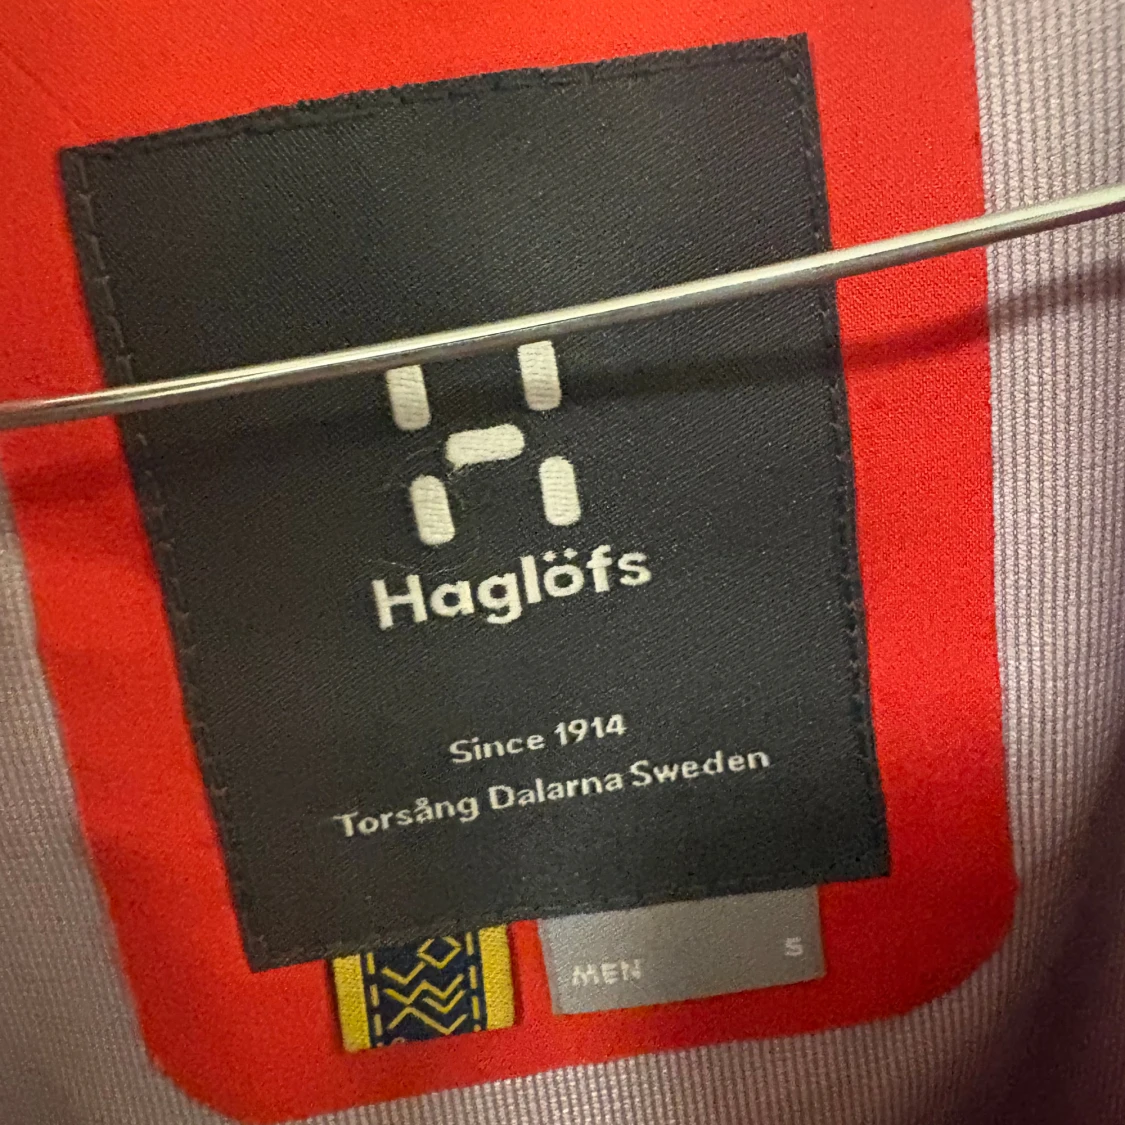 Haglöfs
Since 1914
Torsång Dalarna Sweden
MEN S